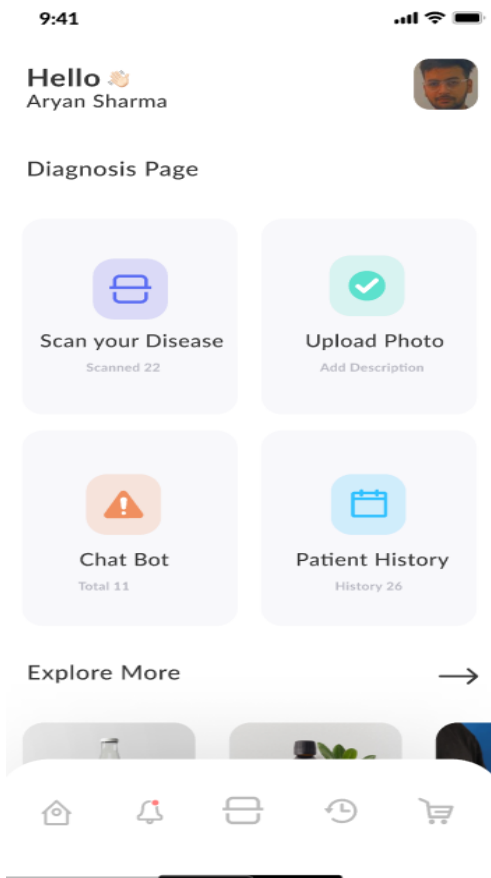 9:41
Hello 👋🏻
Aryan Sharma
Diagnosis Page
Scan your Disease
Scanned 22
Upload Photo
Add Description
Chat Bot
Total 11
Patient History
History 26
Explore More